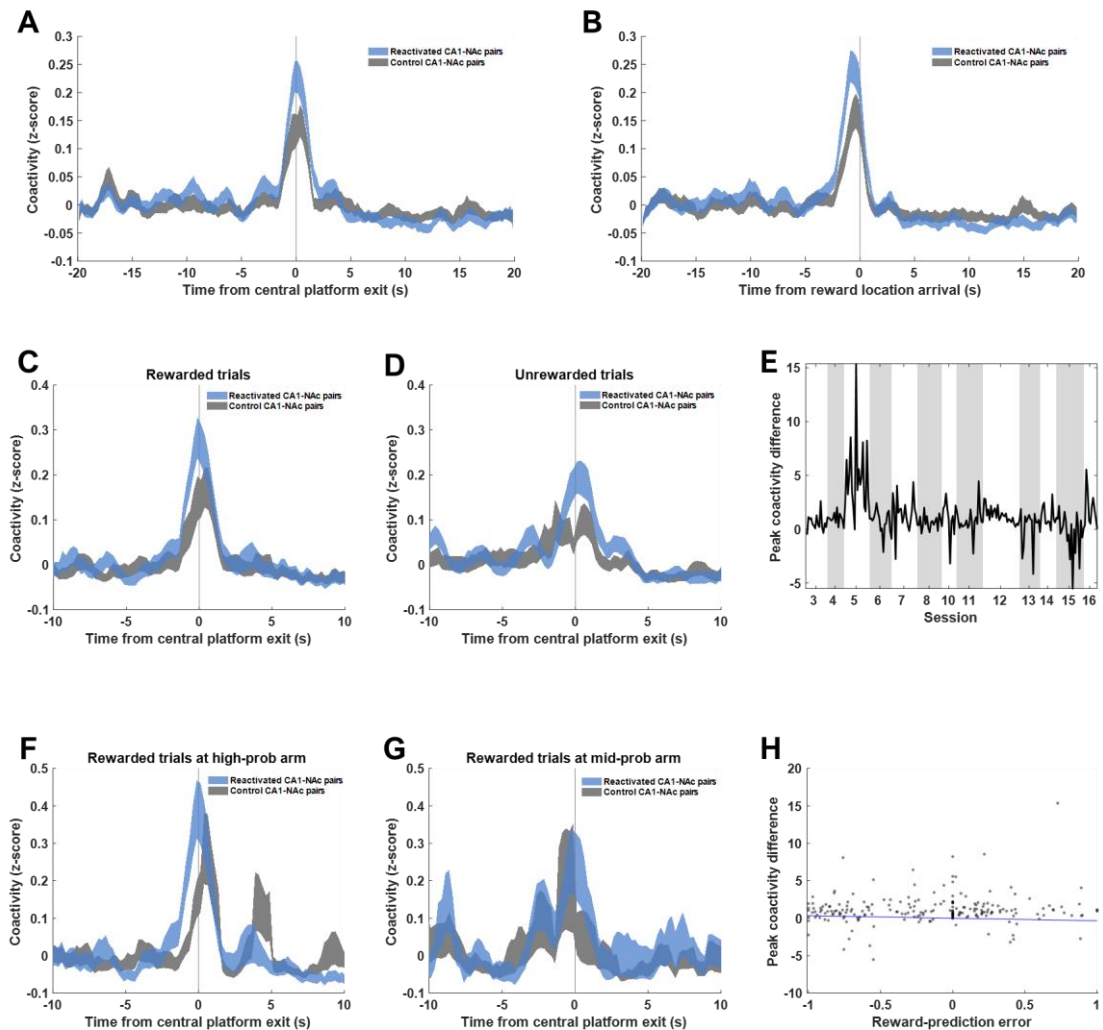 A
0.3
0.25
0.2
0.15
0.1
0.05
0
-0.05
-0.1
Coactivity (z-score)
Reactivated CA1-NAc pairs
Control CA1-NAc pairs
-20 -15 -10 -5 0 5 10 15 20
Time from central platform exit (s)
B
0.3
0.25
0.2
0.15
0.1
0.05
0
-0.05
-0.1
Coactivity (z-score)
Reactivated CA1-NAc pairs
Control CA1-NAc pairs
-20 -15 -10 -5 0 5 10 15 20
Time from reward location arrival (s)
C
Rewarded trials
0.4
0.3
0.2
0.1
0
-0.1
Coactivity (z-score)
Reactivated CA1-NAc pairs
Control CA1-NAc pairs
-10 -5 0 5 10
Time from central platform exit (s)
D
Unrewarded trials
0.4
0.3
0.2
0.1
0
-0.1
Coactivity (z-score)
Reactivated CA1-NAc pairs
Control CA1-NAc pairs
-10 -5 0 5 10
Time from central platform exit (s)
E
15
10
5
0
-5
Peak coactivity difference
3 4 5 6 7 8 10 11 12 13 14 15 16
Session
F
Rewarded trials at high-prob arm
0.5
0.4
0.3
0.2
0.1
0
-0.1
Coactivity (z-score)
Reactivated CA1-NAc pairs
Control CA1-NAc pairs
-10 -5 0 5 10
Time from central platform exit (s)
G
Rewarded trials at mid-prob arm
0.5
0.4
0.3
0.2
0.1
0
-0.1
Coactivity (z-score)
Reactivated CA1-NAc pairs
Control CA1-NAc pairs
-10 -5 0 5 10
Time from central platform exit (s)
H
20
15
10
5
0
-5
-10
Peak coactivity difference
-1 -0.5 0 0.5 1
Reward-prediction error